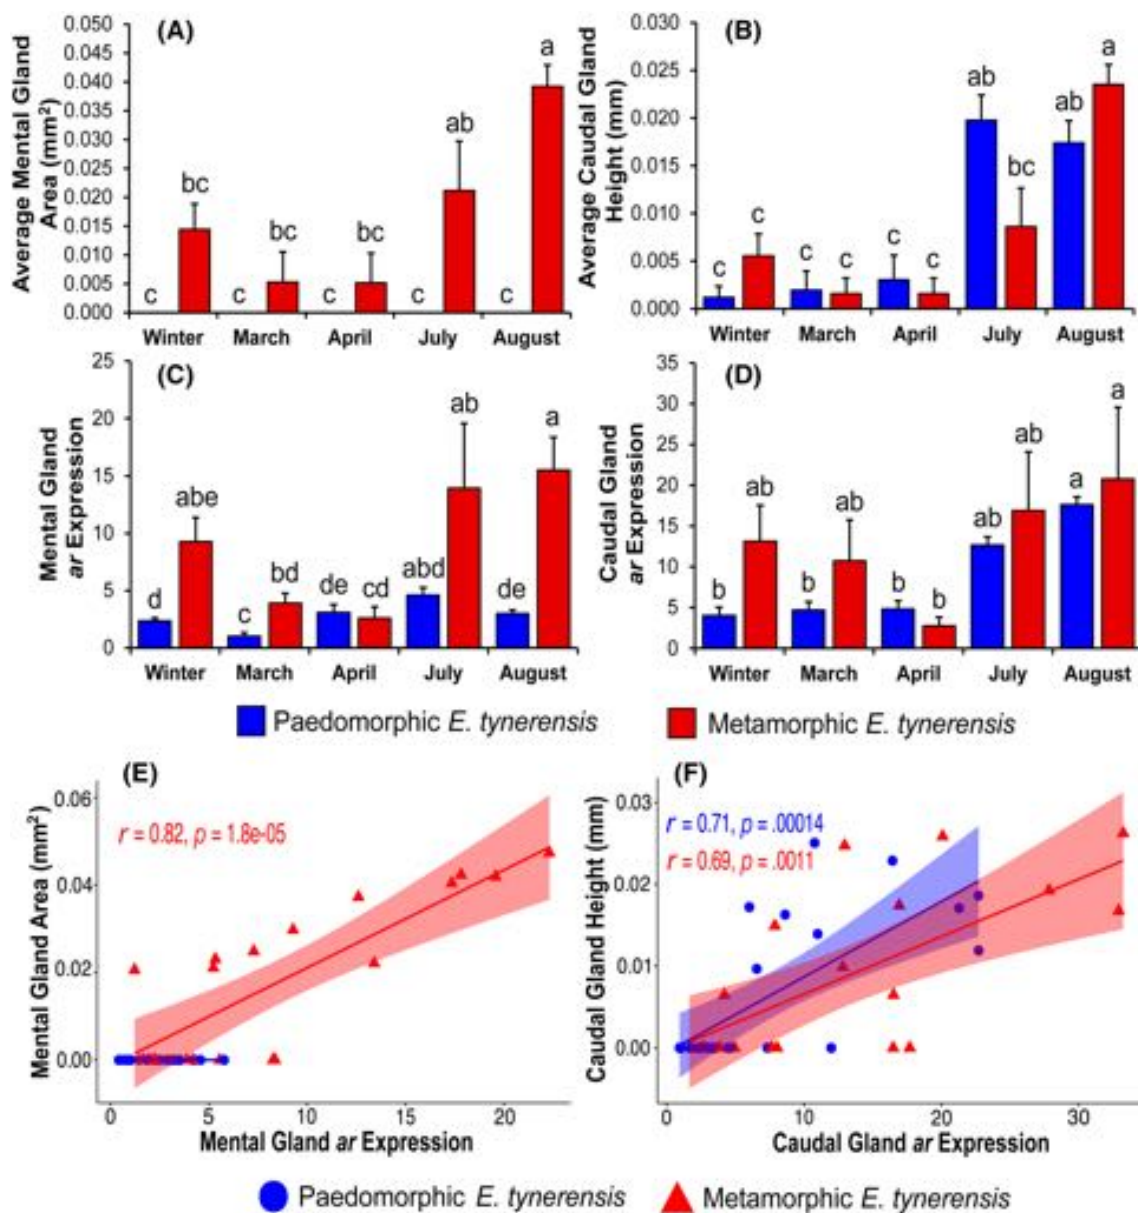 (A)
Average Mental Gland
Area (mm²)
0.050
0.045
0.040
0.035
0.030
0.025
0.020
0.015
0.010
0.005
0.000
c bc c bc c bc c ab c a
Winter March April July August
(B)
Average Caudal Gland
Height (mm)
0.030
0.025
0.020
0.015
0.010
0.005
0.000
c c c c c c ab bc ab a
Winter March April July August
(C)
Mental Gland
ar Expression
25
20
15
10
5
0
d abe c bd de cd abd ab de a
Winter March April July August
(D)
Caudal Gland
ar Expression
35
30
25
20
15
10
5
0
b ab b ab b b ab ab a a
Winter March April July August
Paedomorphic E. tynerensis
Metamorphic E. tynerensis
(E)
r = 0.82, p = 1.8e-05
Mental Gland Area (mm²)
0.06
0.04
0.02
0.00
0 5 10 15 20
Mental Gland ar Expression
(F)
r = 0.71, p = .00014
r = 0.69, p = .0011
Caudal Gland Height (mm)
0.03
0.02
0.01
0.00
0 10 20 30
Caudal Gland ar Expression
Paedomorphic E. tynerensis
Metamorphic E. tynerensis